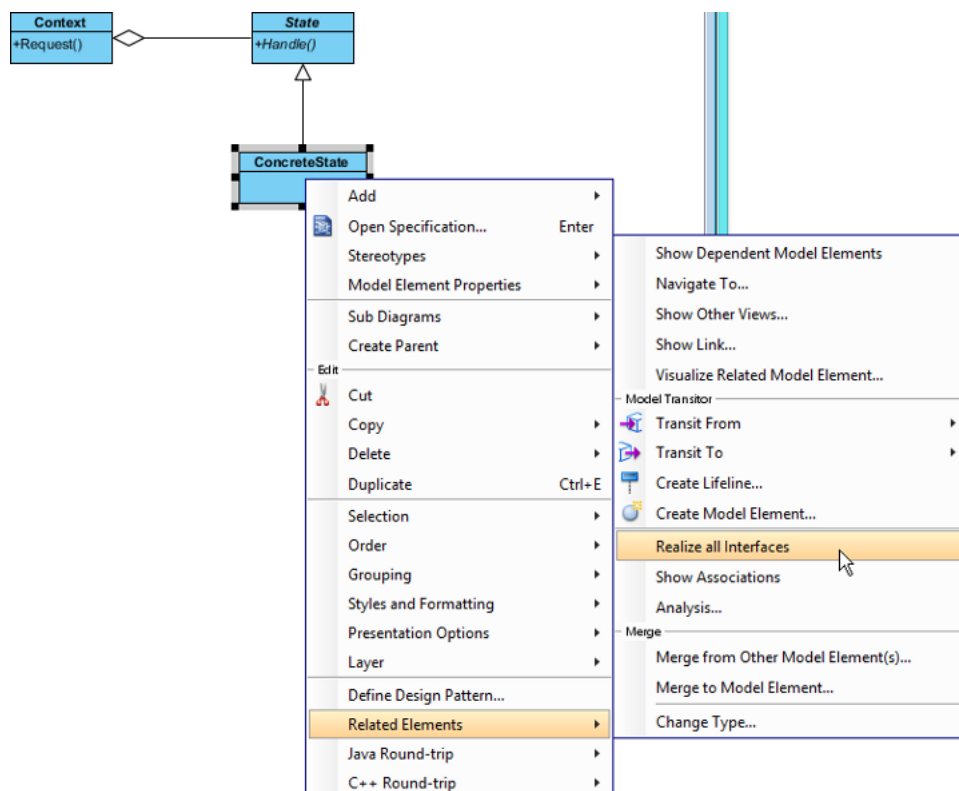 Context
+Request()
State
+Handle()
ConcreteState
Add
Open Specification... Enter
Stereotypes
Model Element Properties
Sub Diagrams
Create Parent
Edit
Cut
Copy
Delete
Duplicate Ctrl+E
Selection
Order
Grouping
Styles and Formatting
Presentation Options
Layer
Define Design Pattern...
Related Elements
Java Round-trip
C++ Round-trip
Show Dependent Model Elements
Navigate To...
Show Other Views...
Show Link...
Visualize Related Model Element...
Model Transitor
Transit From
Transit To
Create Lifeline...
Create Model Element...
Realize all Interfaces
Show Associations
Analysis...
Merge
Merge from Other Model Element(s)...
Merge to Model Element...
Change Type...